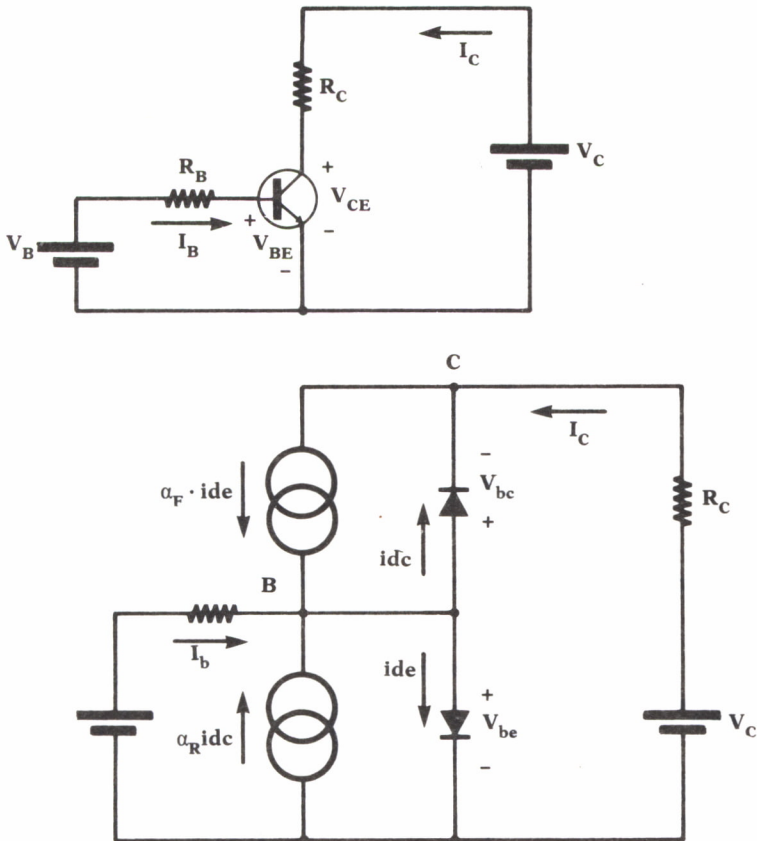 I_C
R_C
V_C
R_B
+
V_CE
V_B
I_B
+
V_BE
−
−
C
I_C
α_F · ide
−
V_bc
+
R_C
idc
B
I_b
ide
+
α_R idc
V_be
V_C
−